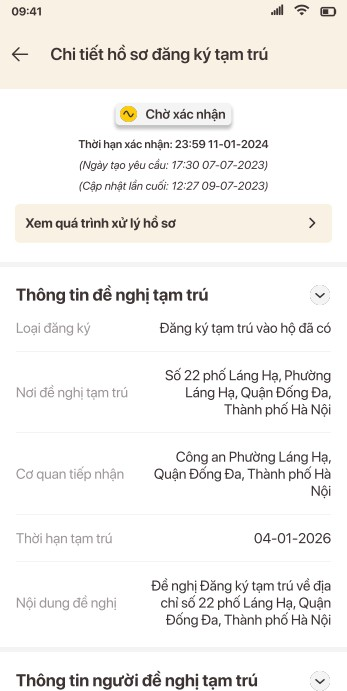 09:41
Chi tiết hồ sơ đăng ký tạm trú
Chờ xác nhận
Thời hạn xác nhận: 23:59 11-01-2024
(Ngày tạo yêu cầu: 17:30 07-07-2023)
(Cập nhật lần cuối: 12:27 09-07-2023)
Xem quá trình xử lý hồ sơ
Thông tin đề nghị tạm trú
Loại đăng ký
Đăng ký tạm trú vào hộ đã có
Nơi đề nghị tạm trú
Số 22 phố Láng Hạ, Phường
Láng Hạ, Quận Đống Đa,
Thành phố Hà Nội
Cơ quan tiếp nhận
Công an Phường Láng Hạ,
Quận Đống Đa, Thành phố Hà
Nội
Thời hạn tạm trú
04-01-2026
Nội dung đề nghị
Đề nghị Đăng ký tạm trú về địa
chỉ số 22 phố Láng Hạ, Quận
Đống Đa, Thành phố Hà Nội
Thông tin người đề nghị tạm trú